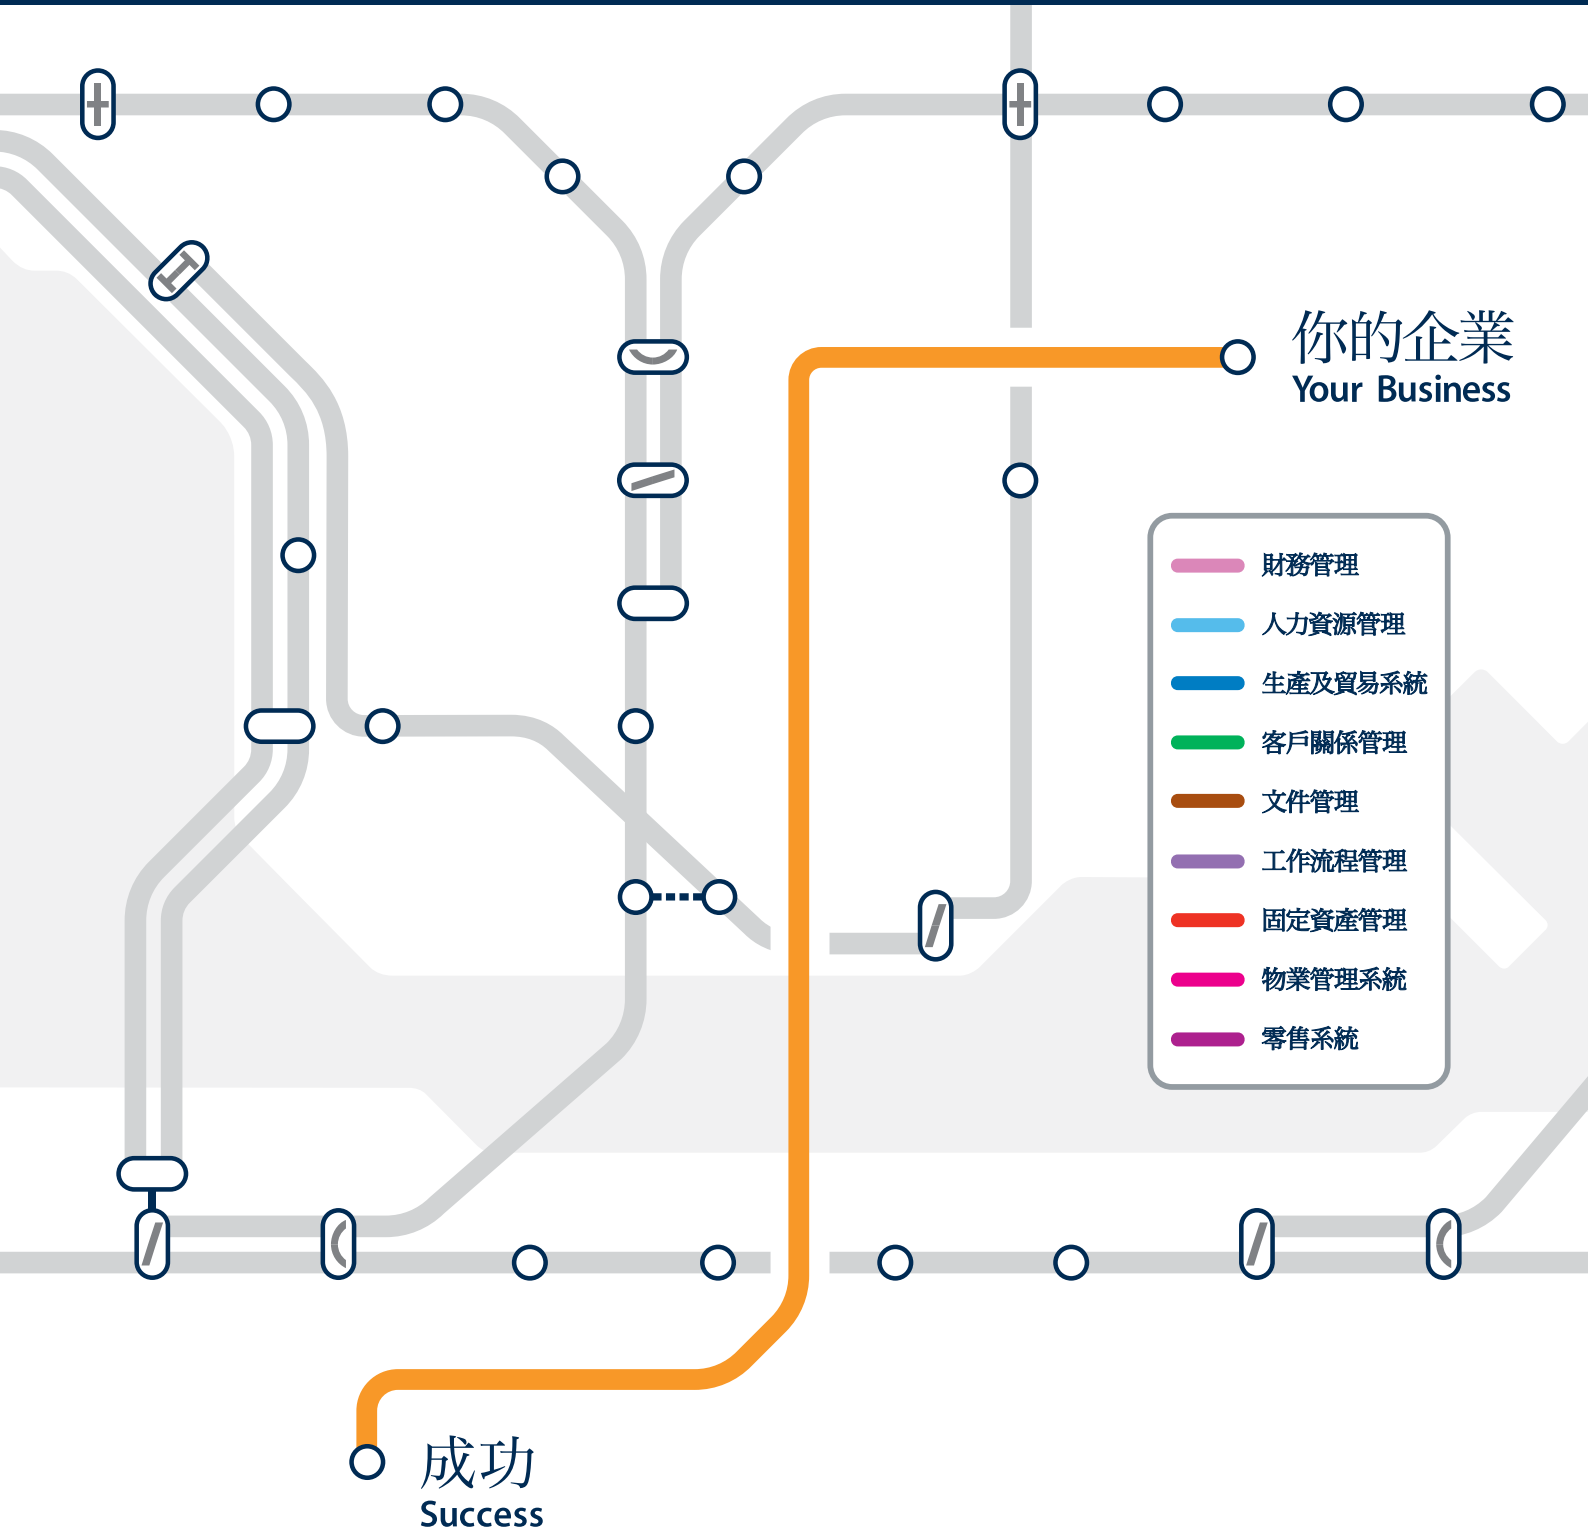 你的企業
Your Business
財務管理
人力資源管理
生產及貿易系統
客戶關係管理
文件管理
工作流程管理
固定資產管理
物業管理系統
零售系統
成功
Success